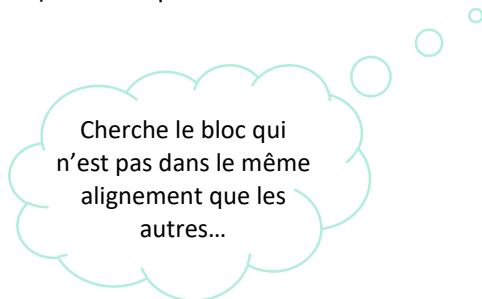 Cherche le bloc qui
n’est pas dans le même
alignement que les
autres…